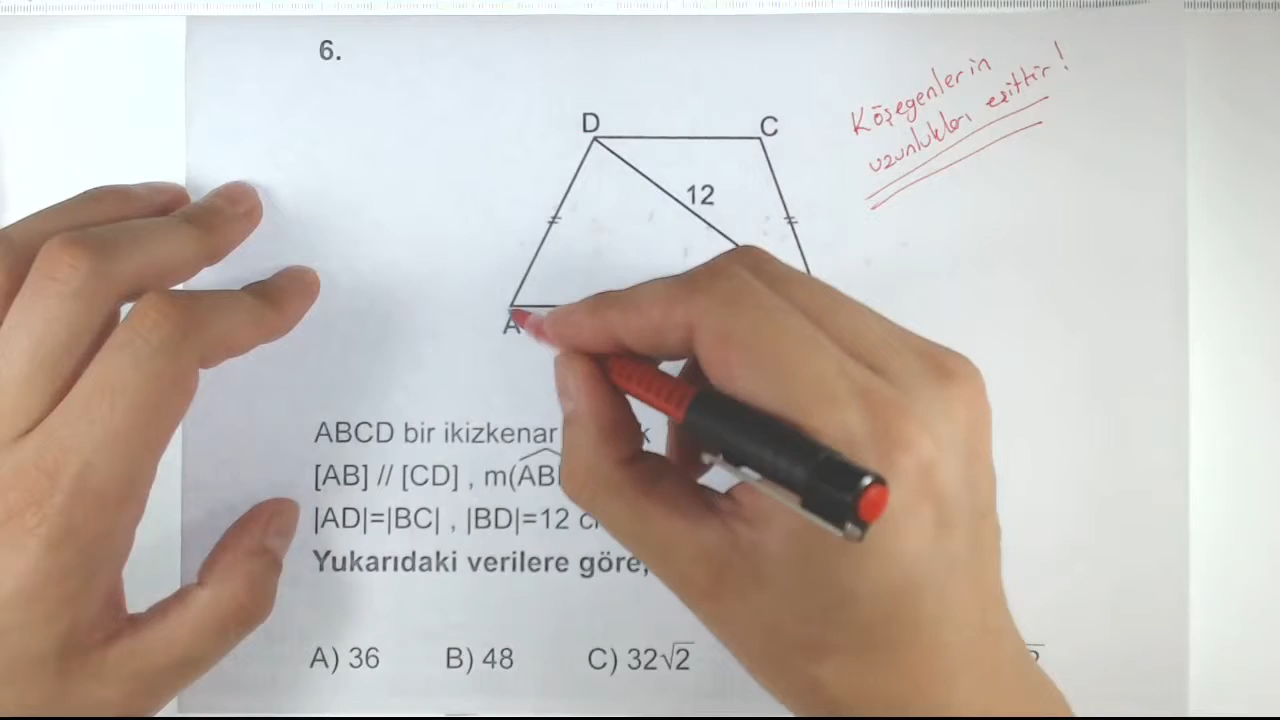 6.
D
C
Köşegenlerin
uzunlukları eşittir!
12
A
ABCD bir ikizkenar
[AB] // [CD] , m(AB
|AD|=|BC| , |BD|=12
Yukarıdaki verilere göre,
A) 36 B) 48 C) 32√2